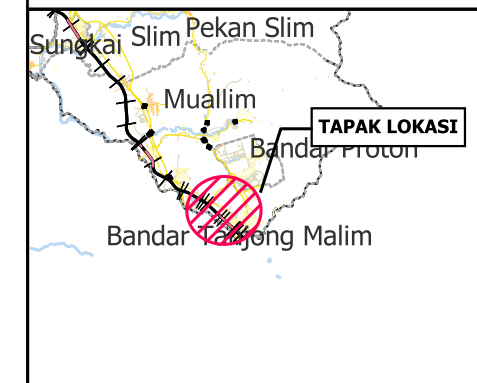 Pekan Slim
Slim
Sungkai
Muallim
TAPAK LOKASI
Bandar Proton
Bandar Tanjong Malim